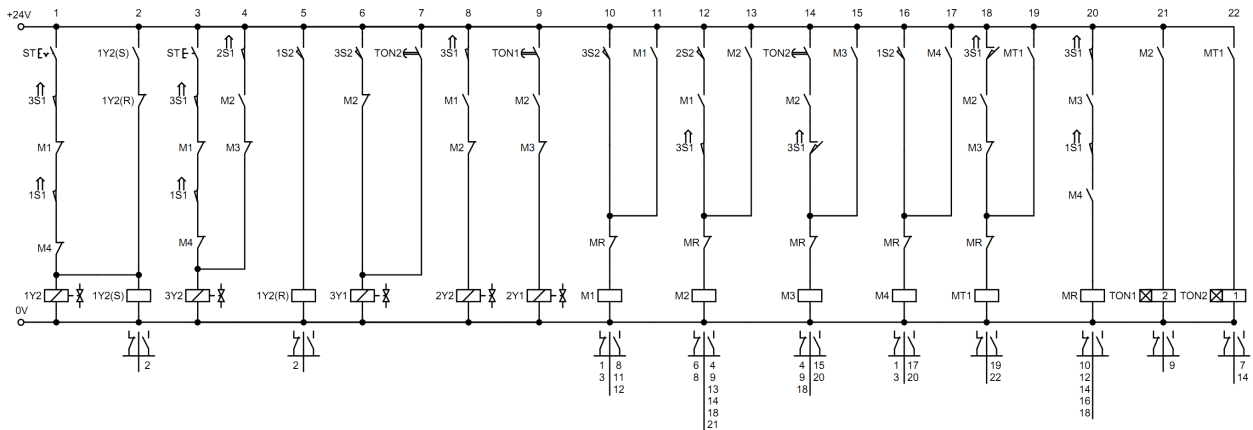 1 2 3 4 5 6 7 8 9 10 11 12 13 14 15 16 17 18 19 20 21 22
+24V
ST 1Y2(S) ST 2S1 1S2 3S2 TON2 3S1 TON1 3S2 M1 2S2 M2 TON2 M3 1S2 M4 3S1 MT1 3S1 M2 MT1
3S1 1Y2(R) 3S1 M2 M2 M1 M2 M1 M2 M2 M3
M1 M1 M3 M2 M3 3S1 3S1 M3 1S1
1S1 1S1 M4
M4 M4 MR MR MR MR MR
1Y2 1Y2(S) 3Y2 1Y2(R) 3Y1 2Y2 2Y1 M1 M2 M3 M4 MT1 MR TON1 2 TON2 1
0V
2 2 1 8 6 4 4 15 1 17 19 10 9 7
3 11 8 9 9 20 3 20 22 12 14
12 13 18 14
14 16
18 18
21